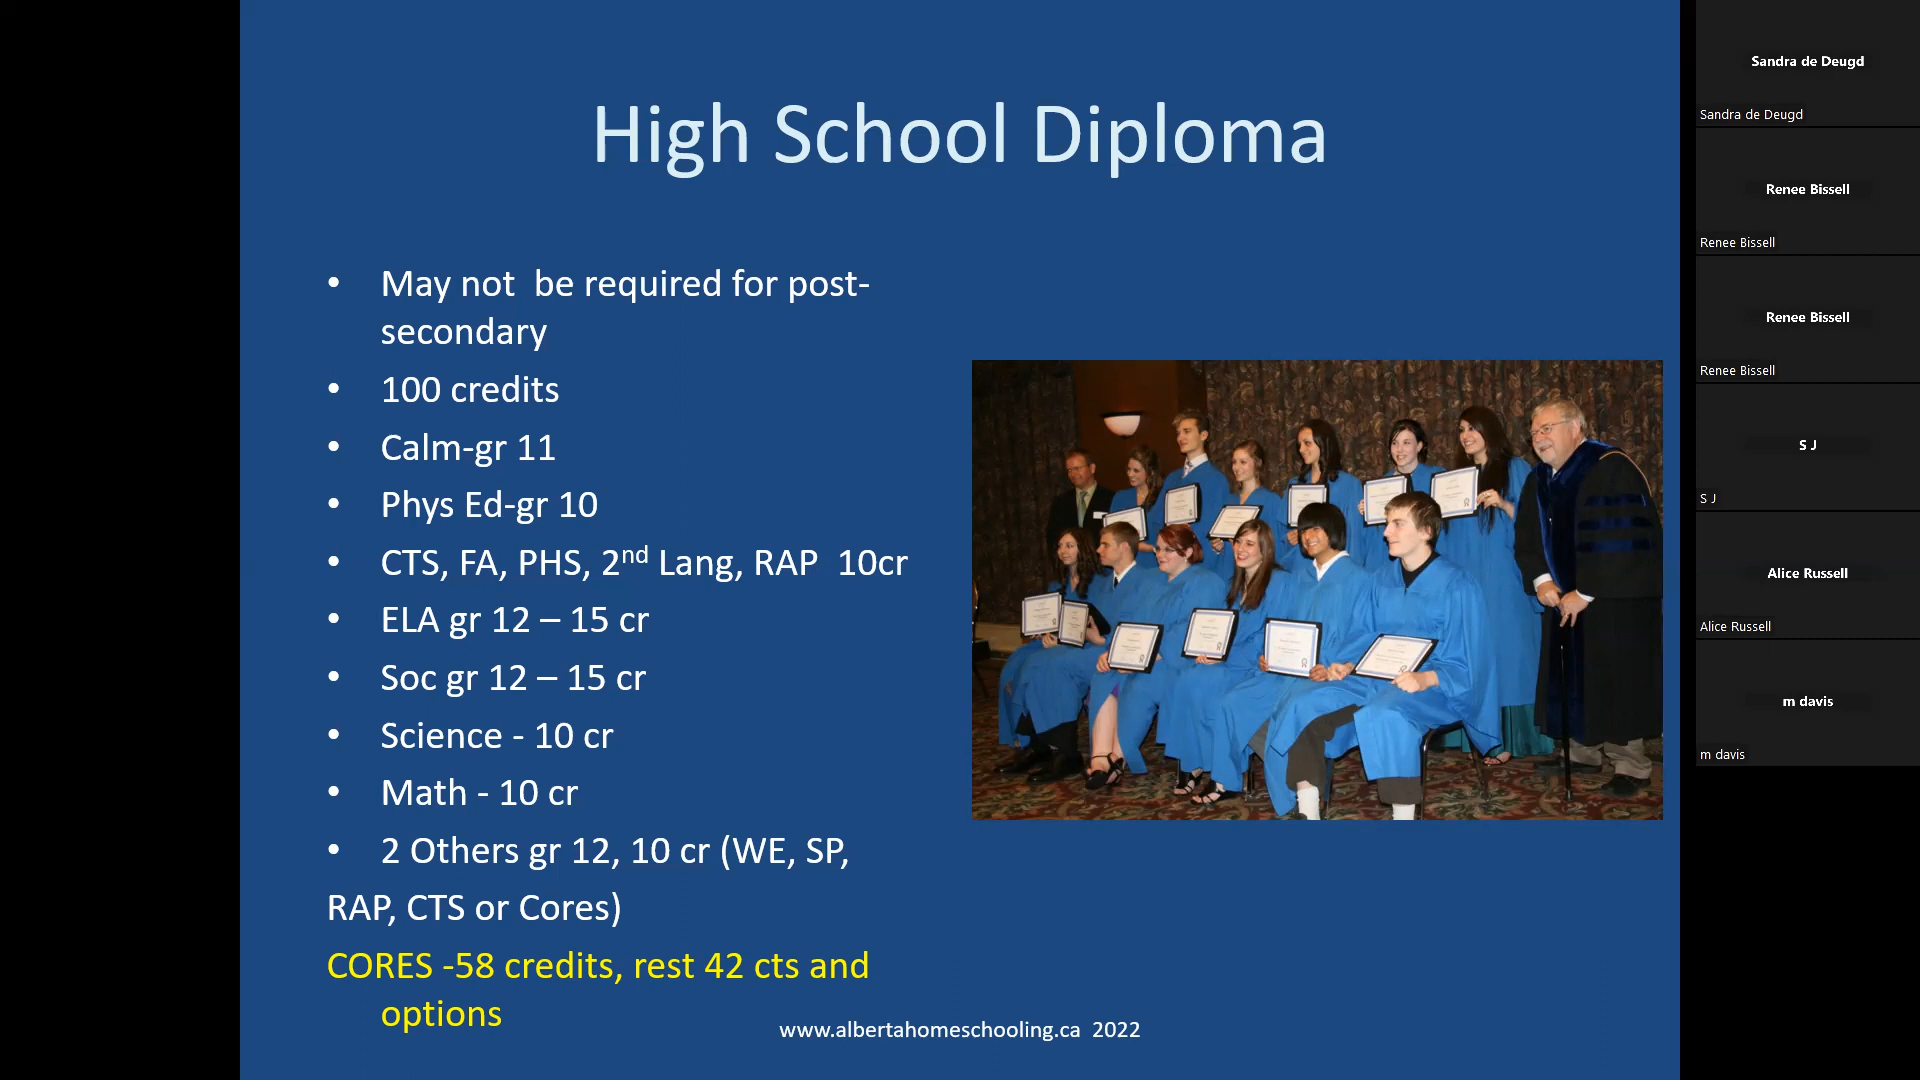 High School Diploma
• May not  be required for post-
secondary
• 100 credits
• Calm-gr 11
• Phys Ed-gr 10
• CTS, FA, PHS, 2nd Lang, RAP  10cr
• ELA gr 12 – 15 cr
• Soc gr 12 – 15 cr
• Science - 10 cr
• Math - 10 cr
• 2 Others gr 12, 10 cr (WE, SP,
RAP, CTS or Cores)
CORES -58 credits, rest 42 cts and
options
www.albertahomeschooling.ca  2022
Sandra de Deugd
Sandra de Deugd
Renee Bissell
Renee Bissell
Renee Bissell
Renee Bissell
S J
S J
Alice Russell
Alice Russell
m davis
m davis